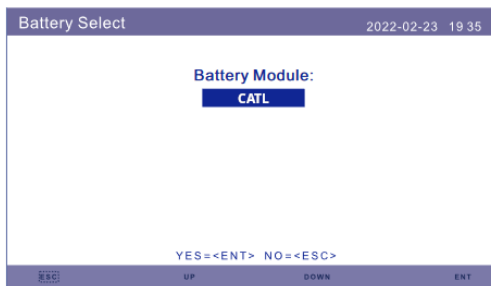 Battery Select 2022-02-23 19 35
Battery Module:
CATL
YES=<ENT> NO=<ESC>
ESC UP DOWN ENT